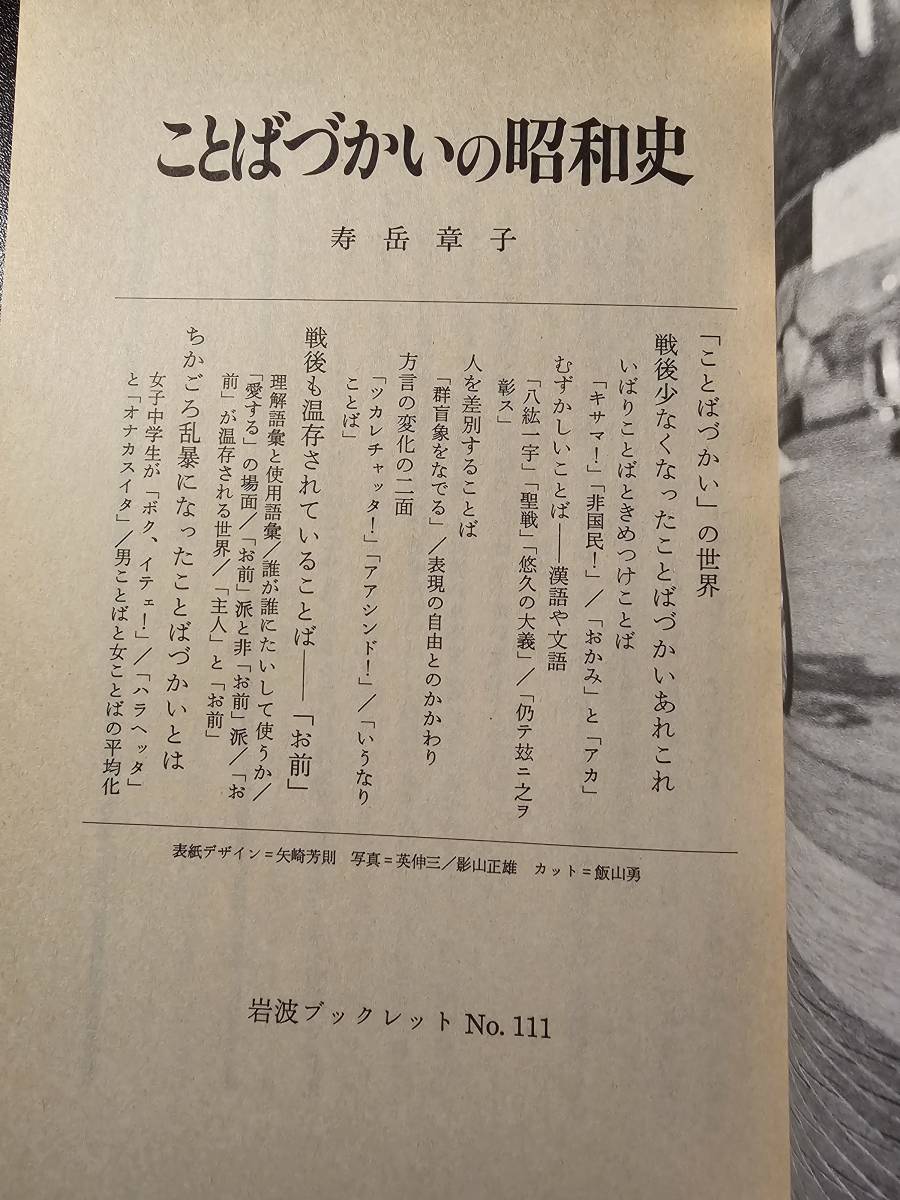 ことばづかいの昭和史
寿岳章子
「ことばづかい」の世界
戦後少なくなったことばづかいあれこれ
いばりことばときめつけことば
「キサマ！」「非国民！」／「おかみ」と「アカ」
むずかしいことば――漢語や文語
「八紘一宇」「聖戦」「悠久の大義」／「仍テ玆ニ之ヲ
彰ス」
人を差別することば
「群盲象をなでる」／表現の自由とのかかわり
方言の変化の二面
「ツカレチャッタ！」「アアシンド！」／「いうなり
ことば」
戦後も温存されていることば――「お前」
理解語彙と使用語彙／誰が誰にたいして使うか／
「愛する」の場面／「お前」派と非「お前」派／「お
前」が温存される世界／「主人」と「お前」
ちかごろ乱暴になったことばづかいとは
女子中学生が「ボク、イテェ！」／「ハラヘッタ」
と「オナカスイタ」／男ことばと女ことばの平均化
表紙デザイン＝矢崎芳則　写真＝英伸三／影山正雄　カット＝飯山勇
岩波ブックレット No. 111